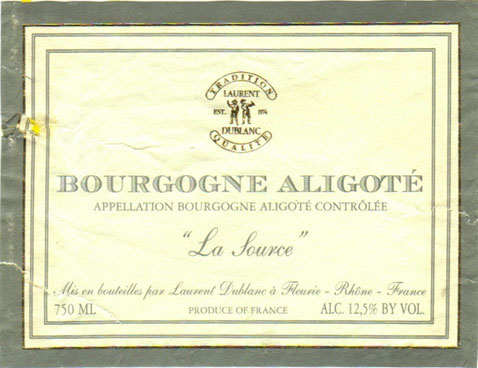 TRADITION
LAURENT
EST. 1974
DUBLANC
QUALITÉ
BOURGOGNE ALIGOTÉ
APPELLATION BOURGOGNE ALIGOTÉ CONTRÔLÉE
"La Source"
Mis en bouteilles par Laurent Dublanc à Fleurie - Rhône - France
750 ML PRODUCE OF FRANCE ALC. 12,5% BY VOL.